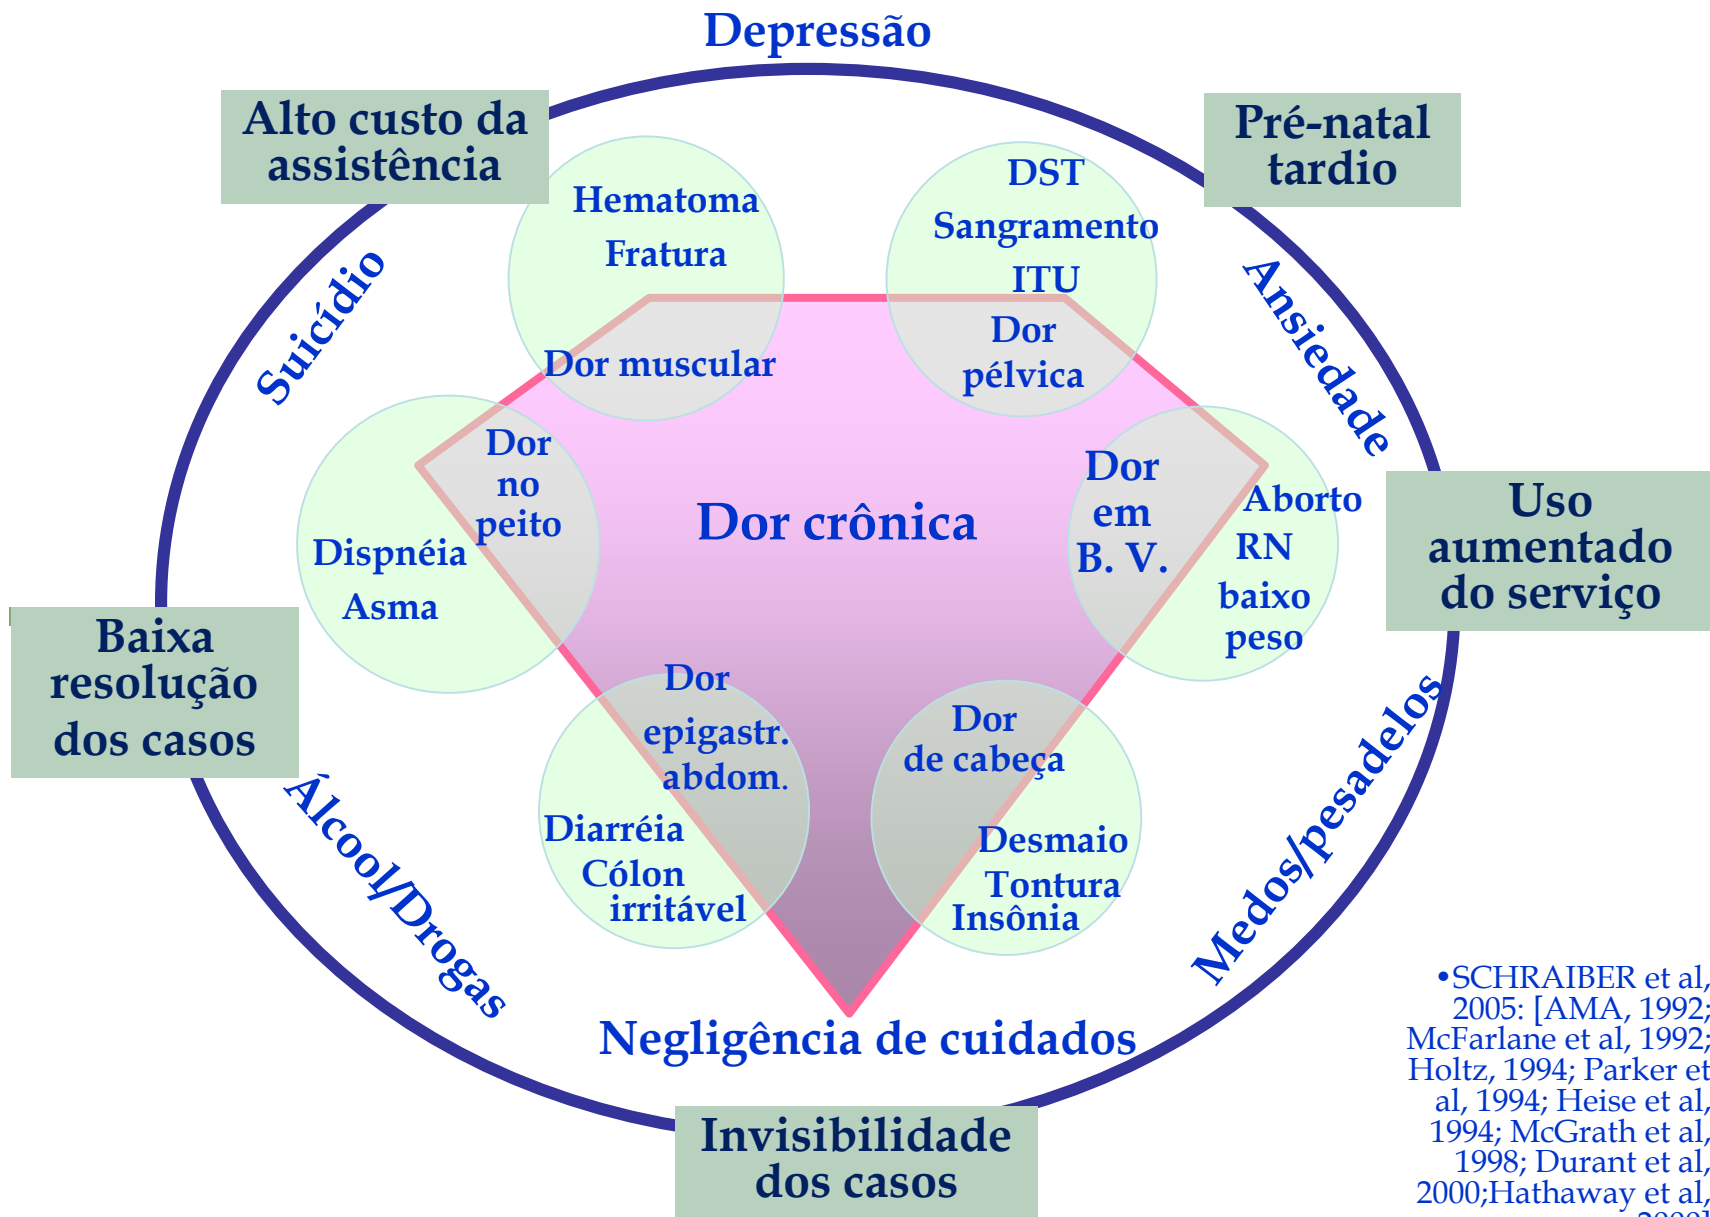 Depressão
Alto custo da
assistência
Pré-natal
tardio
Hematoma
Fratura
Dor muscular
DST
Sangramento
ITU
Dor
pélvica
Suicídio
Ansiedade
Dor
no
peito
Dispnéia
Asma
Dor crônica
Dor
em
B. V.
Aborto
RN
baixo
peso
Uso
aumentado
do serviço
Baixa
resolução
dos casos
Dor
epigastr.
abdom.
Diarréia
Cólon
irritável
Dor
de cabeça
Desmaio
Tontura
Insônia
Álcool/Drogas
Medos/pesadelos
Negligência de cuidados
Invisibilidade
dos casos
•SCHRAIBER et al,
2005: [AMA, 1992;
McFarlane et al, 1992;
Holtz, 1994; Parker et
al, 1994; Heise et al,
1994; McGrath et al,
1998; Durant et al,
2000;Hathaway et al,